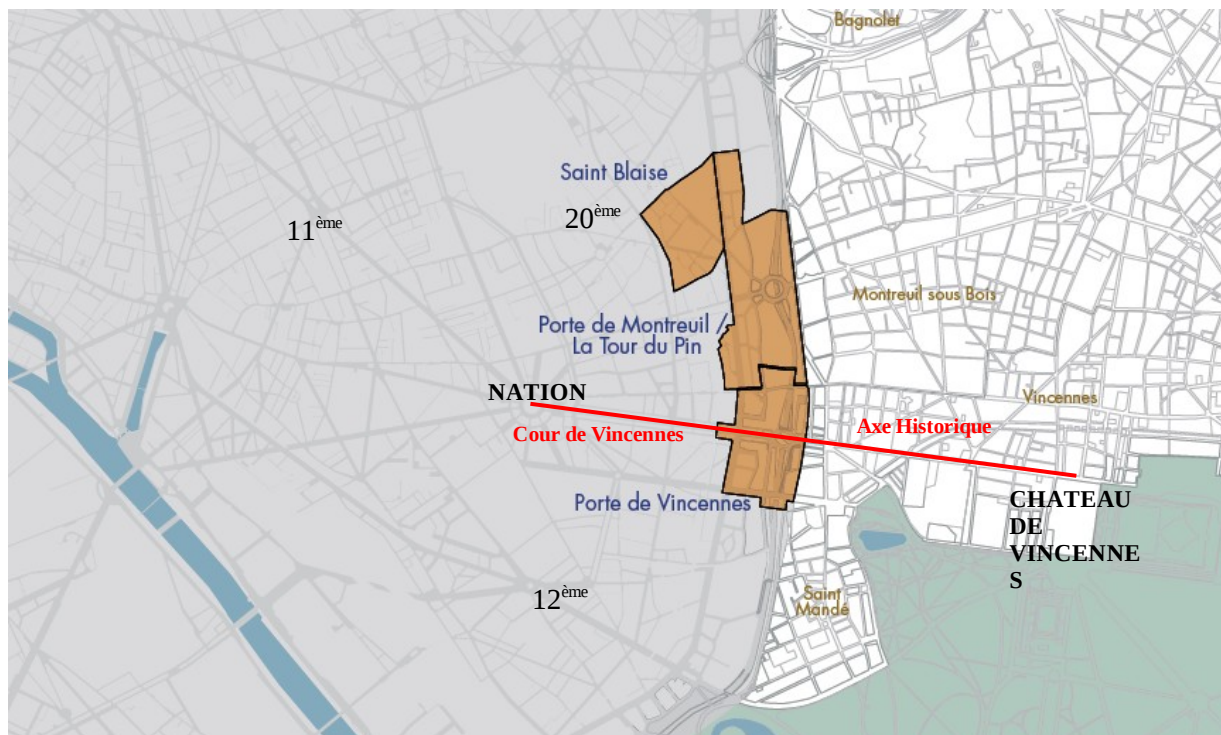 Bagnolet
Saint Blaise
20ème
11ème
Montreuil sous Bois
Porte de Montreuil /
La Tour du Pin
NATION
Vincennes
Cour de Vincennes
Axe Historique
Porte de Vincennes
CHATEAU
DE
VINCENNE
S
12ème
Saint
Mandé